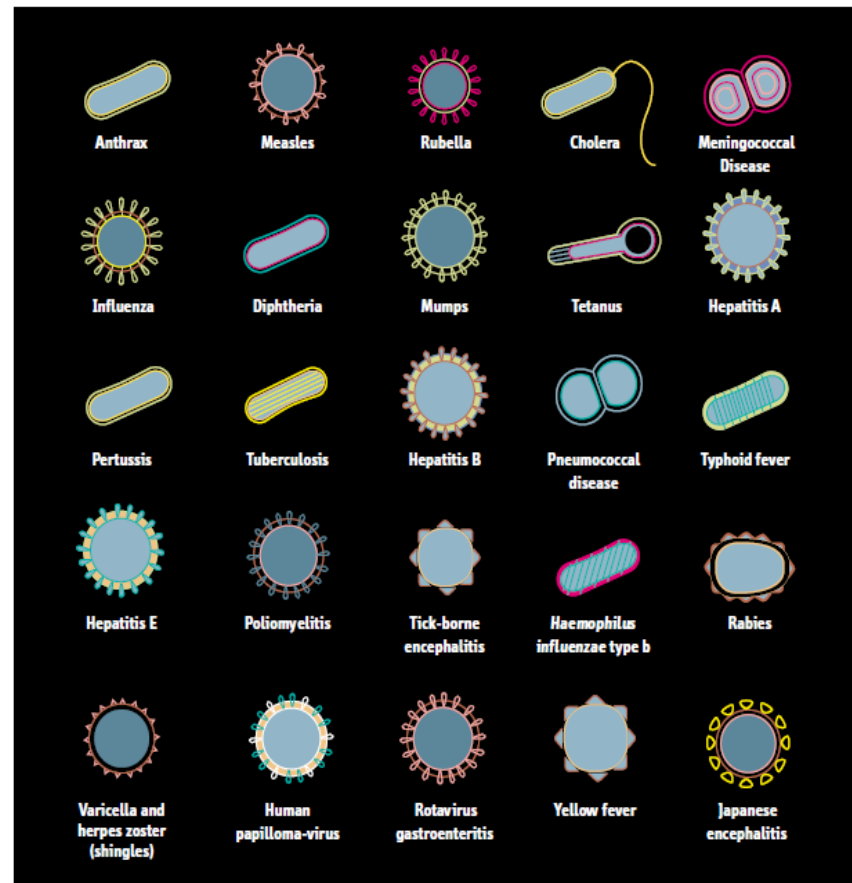 Anthrax
Measles
Rubella
Cholera
Meningococcal
Disease
Influenza
Diphtheria
Mumps
Tetanus
Hepatitis A
Pertussis
Tuberculosis
Hepatitis B
Pneumococcal
disease
Typhoid fever
Hepatitis E
Poliomyelitis
Tick-borne
encephalitis
Haemophilus
influenzae type b
Rabies
Varicella and
herpes zoster
(shingles)
Human
papilloma-virus
Rotavirus
gastroenteritis
Yellow fever
Japanese
encephalitis